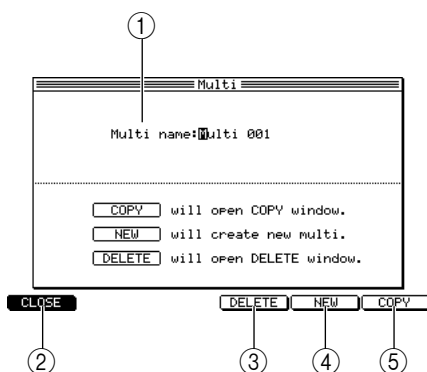 ①
Multi
Multi name:Multi 001
COPY will open COPY window.
NEW will create new multi.
DELETE will open DELETE window.
CLOSE DELETE NEW COPY
② ③ ④ ⑤